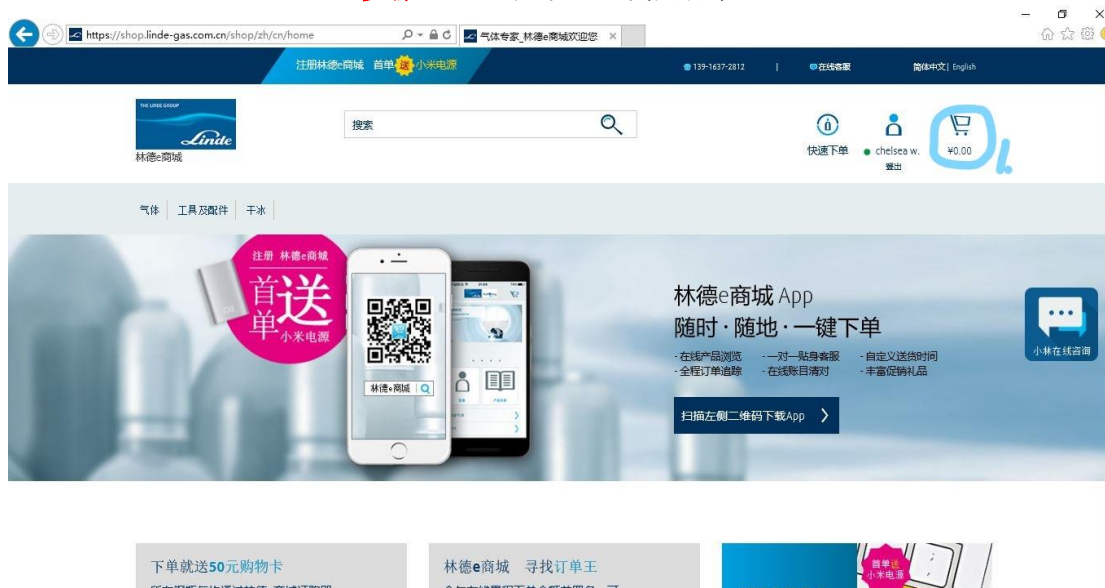 https://shop.linde-gas.com.cn/shop/zh/cn/home
气体专家_林德e商城欢迎您
注册林德e商城 首单送小米电源
139-1637-2812 | 在线客服
简体中文 | English
THE LINDE GROUP
Linde
林德e商城
搜索
快速下单
chelsea w.
登出
¥0.00
1.
气体
工具及配件
干冰
注册 林德e商城
首单送
小米电源
林德e商城
林德e商城 App
随时·随地·一键下单
-在线产品浏览 -一对一贴身客服 -自定义送货时间
-全程订单追踪 -在线账目清对 -丰富促销礼品
扫描左侧二维码下载App
小林在线咨询
下单就送50元购物卡
林德e商城 寻找订单王
首单送
小米电源